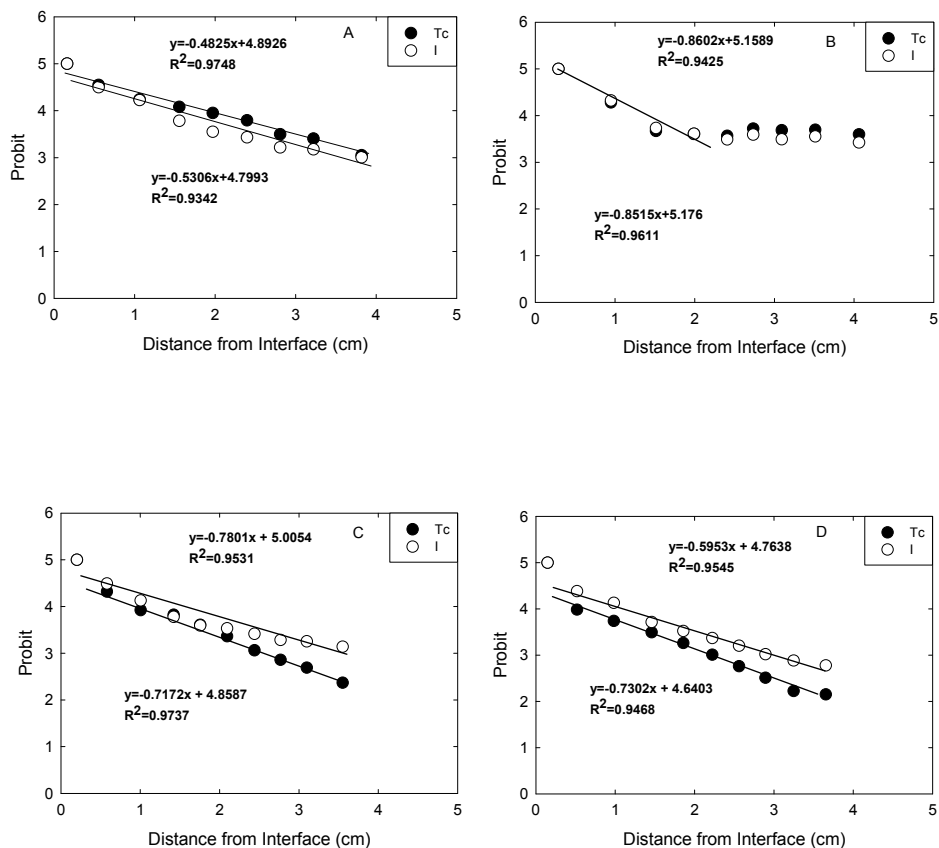 A
Tc
I
y=-0.4825x+4.8926
R2=0.9748
y=-0.5306x+4.7993
R2=0.9342
6
5
4
3
2
1
0
Probit
0 1 2 3 4 5
Distance from Interface (cm)
B
Tc
I
y=-0.8602x+5.1589
R2=0.9425
y=-0.8515x+5.176
R2=0.9611
6
5
4
3
2
1
0
Probit
0 1 2 3 4 5
Distance from Interface (cm)
C
Tc
I
y=-0.7801x + 5.0054
R2=0.9531
y=-0.7172x + 4.8587
R2=0.9737
6
5
4
3
2
1
0
Probit
0 1 2 3 4 5
Distance from Interface (cm)
D
Tc
I
y=-0.5953x + 4.7638
R2=0.9545
y=-0.7302x + 4.6403
R2=0.9468
6
5
4
3
2
1
0
Probit
0 1 2 3 4 5
Distance from Interface (cm)